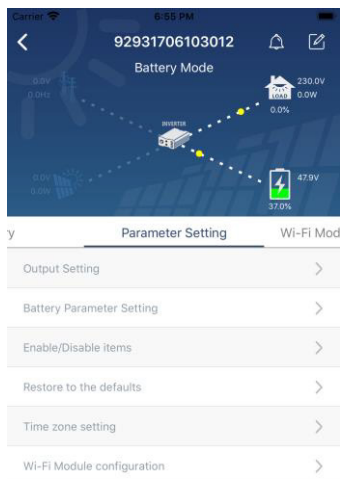 Carrier 6:55 PM
92931706103012
Battery Mode
0.0V
0.0Hz
230.0V
LOAD 0.0W
0.0%
INVERTER
0.0V
0.0W
47.9V
37.0%
y Parameter Setting Wi-Fi Mod
Output Setting
Battery Parameter Setting
Enable/Disable items
Restore to the defaults
Time zone setting
Wi-Fi Module configuration